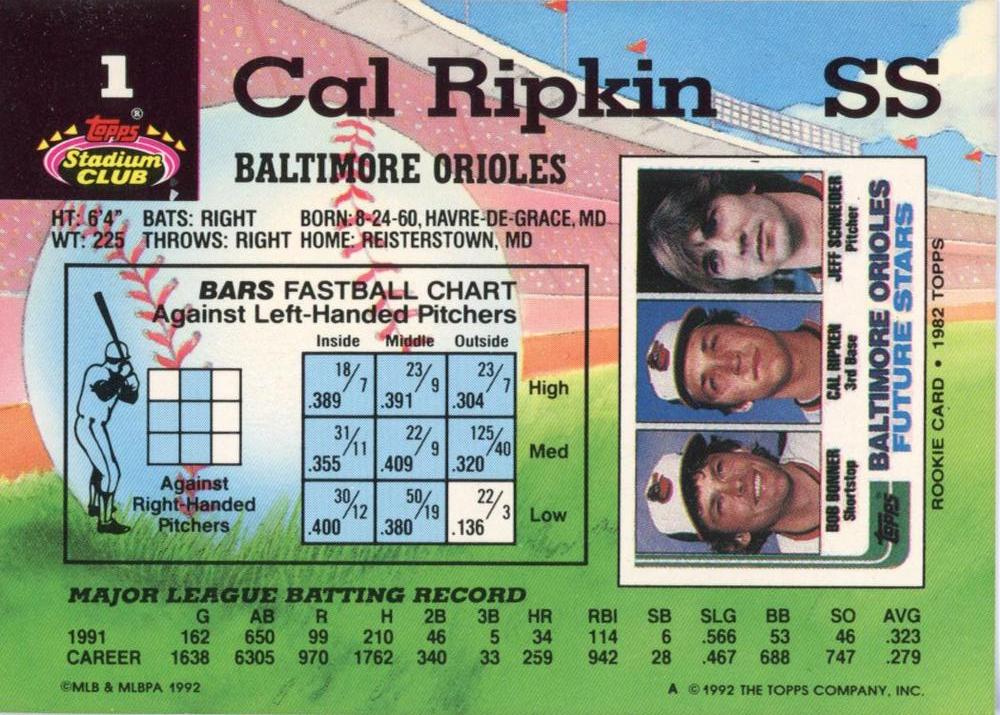 1
Cal Ripkin SS
Topps®
Stadium
CLUB
BALTIMORE ORIOLES
HT: 6'4" BATS: RIGHT BORN: 8-24-60, HAVRE-DE-GRACE, MD
WT: 225 THROWS: RIGHT HOME: REISTERSTOWN, MD
BARS FASTBALL CHART
Against Left-Handed Pitchers
Inside Middle Outside
18/7 23/9 23/7
.389 .391 .304 High
31/11 22/9 125/40
.355 .409 .320 Med
30/12 50/19 22/3
.400 .380 .136 Low
Against
Right-Handed
Pitchers
JEFF SCHNEIDER
Pitcher
CAL RIPKEN
3rd Base
BOB BONNER
Shortstop
Topps
BALTIMORE ORIOLES
FUTURE STARS
ROOKIE CARD • 1982 TOPPS
MAJOR LEAGUE BATTING RECORD
G AB R H 2B 3B HR RBI SB SLG BB SO AVG
1991 162 650 99 210 46 5 34 114 6 .566 53 46 .323
CAREER 1638 6305 970 1762 340 33 259 942 28 .467 688 747 .279
©MLB & MLBPA 1992
A ©1992 THE TOPPS COMPANY, INC.